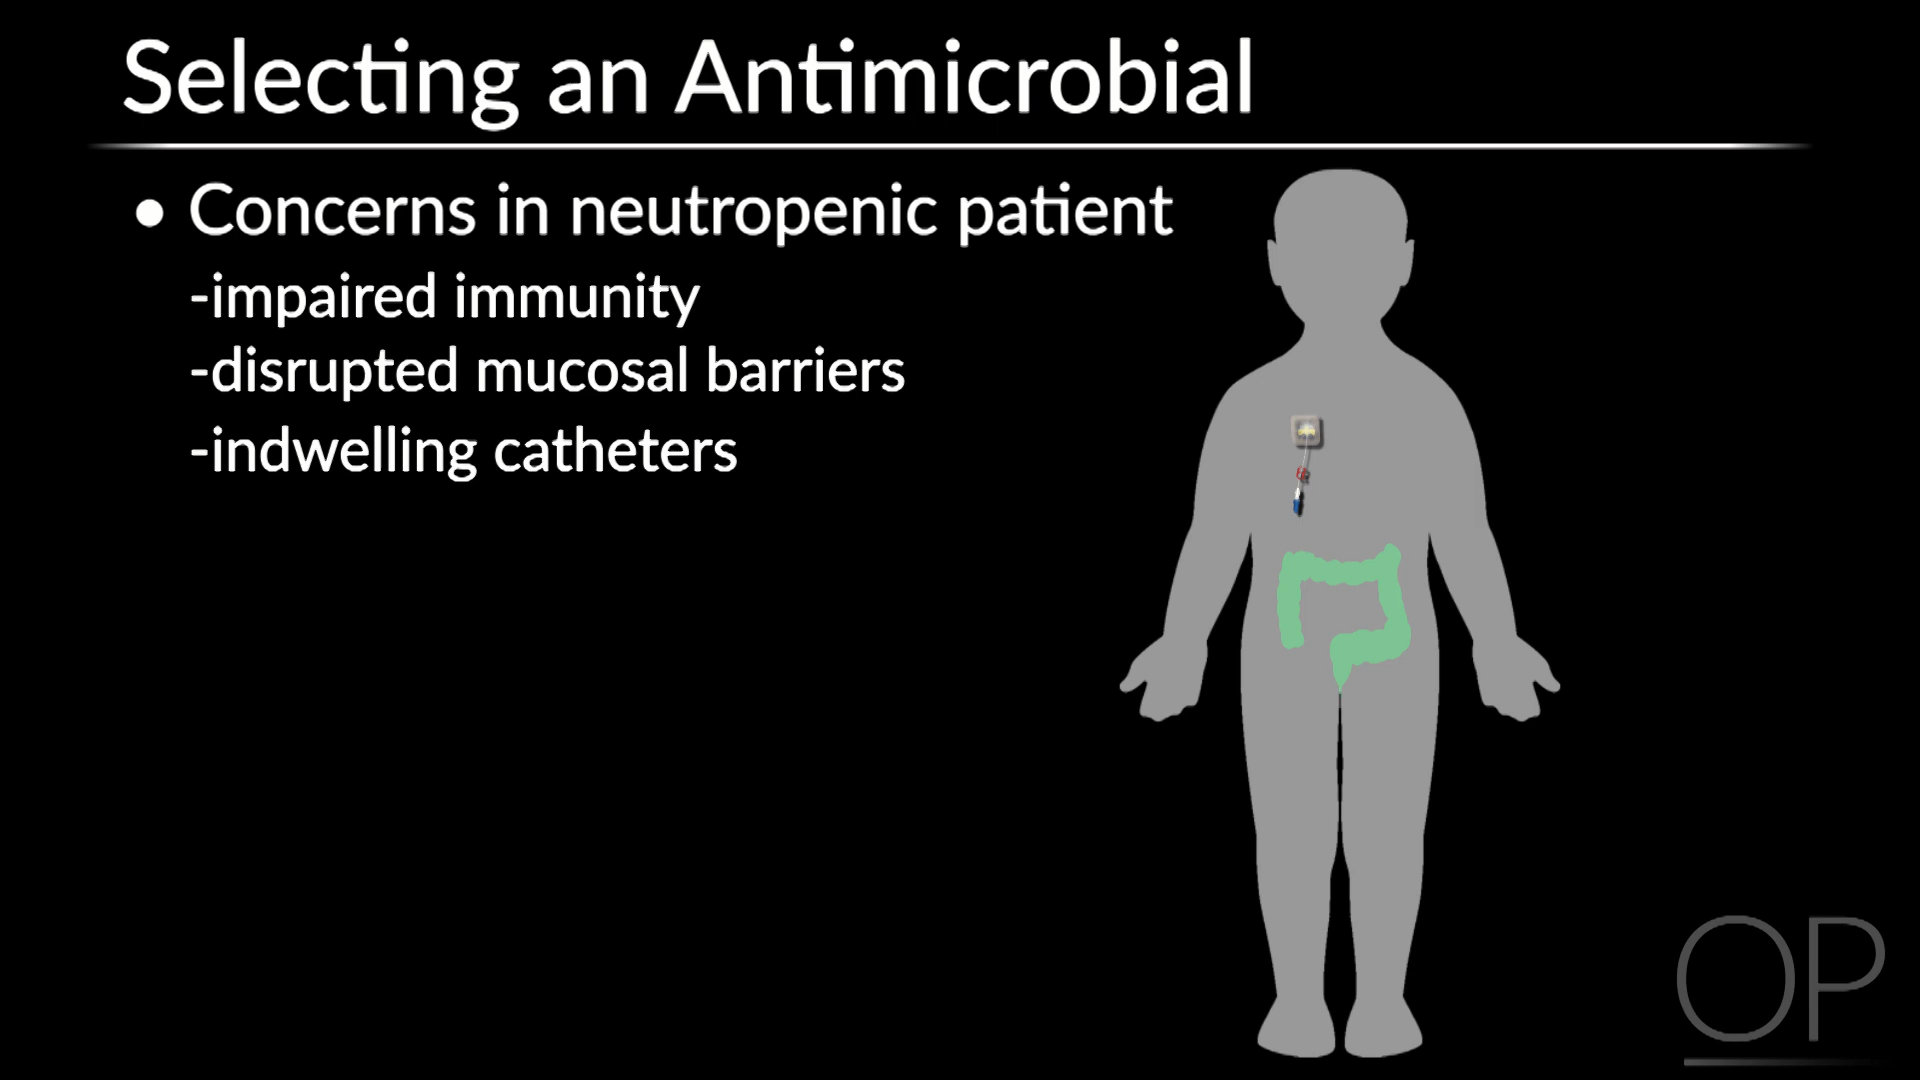 Selecting an Antimicrobial
• Concerns in neutropenic patient
-impaired immunity
-disrupted mucosal barriers
-indwelling catheters
OP